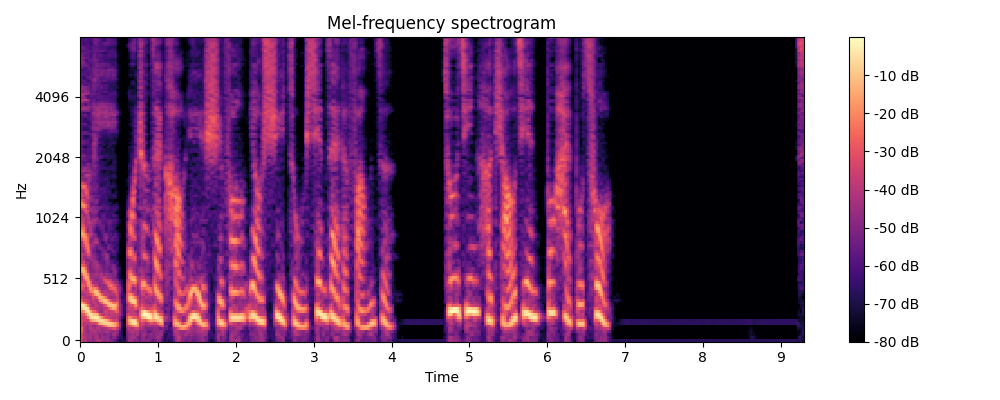 Mel-frequency spectrogram
Hz
4096
2048
1024
512
0
0 1 2 3 4 5 6 7 8 9
Time
-10 dB
-20 dB
-30 dB
-40 dB
-50 dB
-60 dB
-70 dB
-80 dB